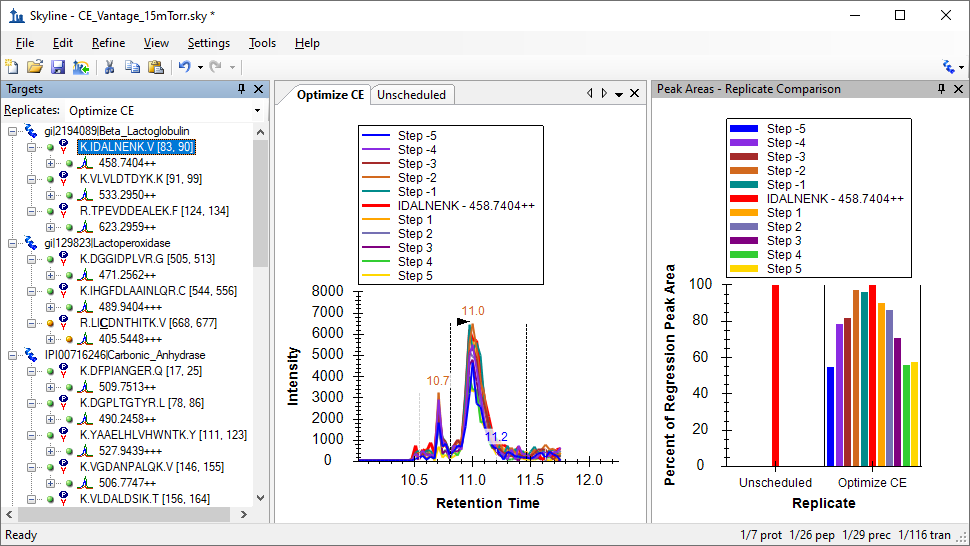 Skyline - CE_Vantage_15mTorr.sky *
File Edit Refine View Settings Tools Help
Targets
Replicates: Optimize CE
gi|2194089|Beta_Lactoglobulin
K.IDALNENK.V [83, 90]
458.7404++
K.VLVLDTDYK.K [91, 99]
533.2950++
R.TPEVDDEALEK.F [124, 134]
623.2959++
gi|129823|Lactoperoxidase
K.DGGIDPLVR.G [505, 513]
471.2562++
K.IHGFDLAAINLQR.C [544, 556]
489.9404+++
R.LICDNTHITK.V [668, 677]
405.5448+++
IPI00716246|Carbonic_Anhydrase
K.DFPIANGER.Q [17, 25]
509.7513++
K.DGPLTGTYR.L [78, 86]
490.2458++
K.YAAELHLVHWNTK.Y [111, 123]
527.9439+++
K.VGDANPALQK.V [146, 155]
506.7747++
K.VLDALDSIK.T [156, 164]
Optimize CE Unscheduled
Step -5
Step -4
Step -3
Step -2
Step -1
IDALNENK - 458.7404++
Step 1
Step 2
Step 3
Step 4
Step 5
8000
7000
6000
5000
4000
3000
2000
1000
0
Intensity
11.0
10.7
11.2
10.5 11.0 11.5 12.0
Retention Time
Peak Areas - Replicate Comparison
Step -5
Step -4
Step -3
Step -2
Step -1
IDALNENK - 458.7404++
Step 1
Step 2
Step 3
Step 4
Step 5
100
80
60
40
20
0
Percent of Regression Peak Area
Unscheduled Optimize CE
Replicate
Ready
1/7 prot 1/26 pep 1/29 prec 1/116 tran